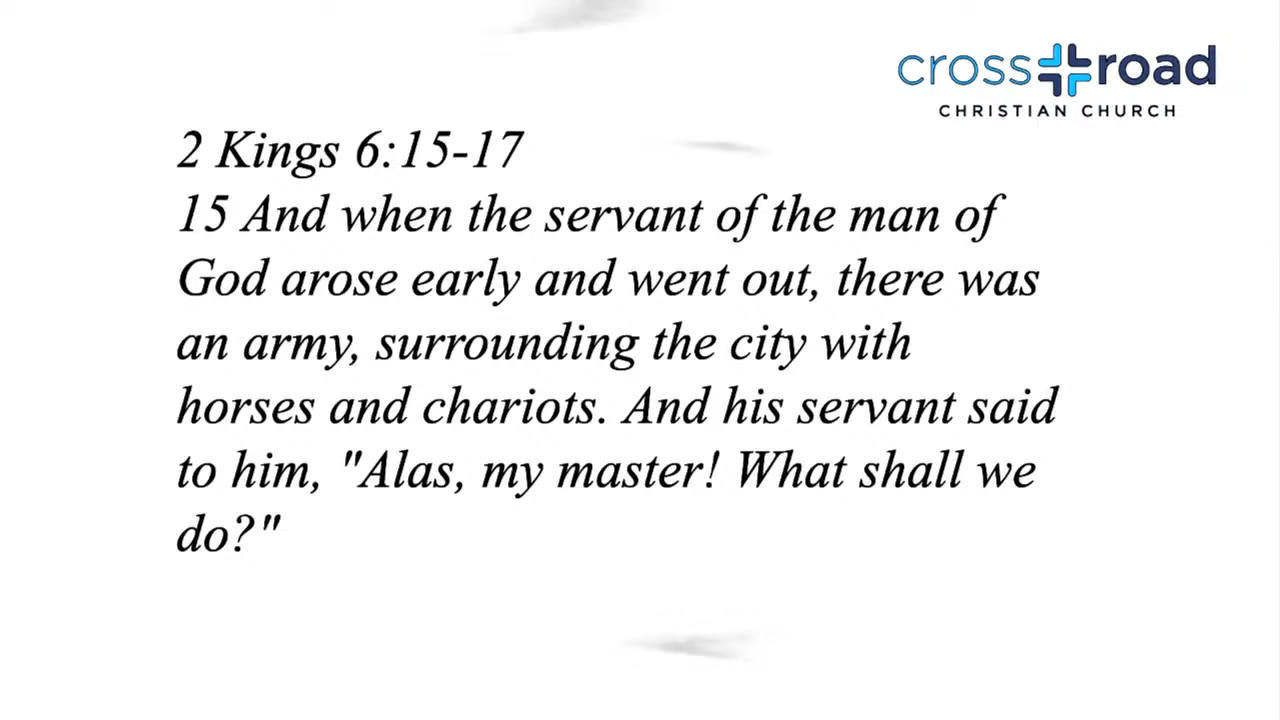 cross road
CHRISTIAN CHURCH
2 Kings 6:15-17
15 And when the servant of the man of
God arose early and went out, there was
an army, surrounding the city with
horses and chariots. And his servant said
to him, "Alas, my master! What shall we
do?"